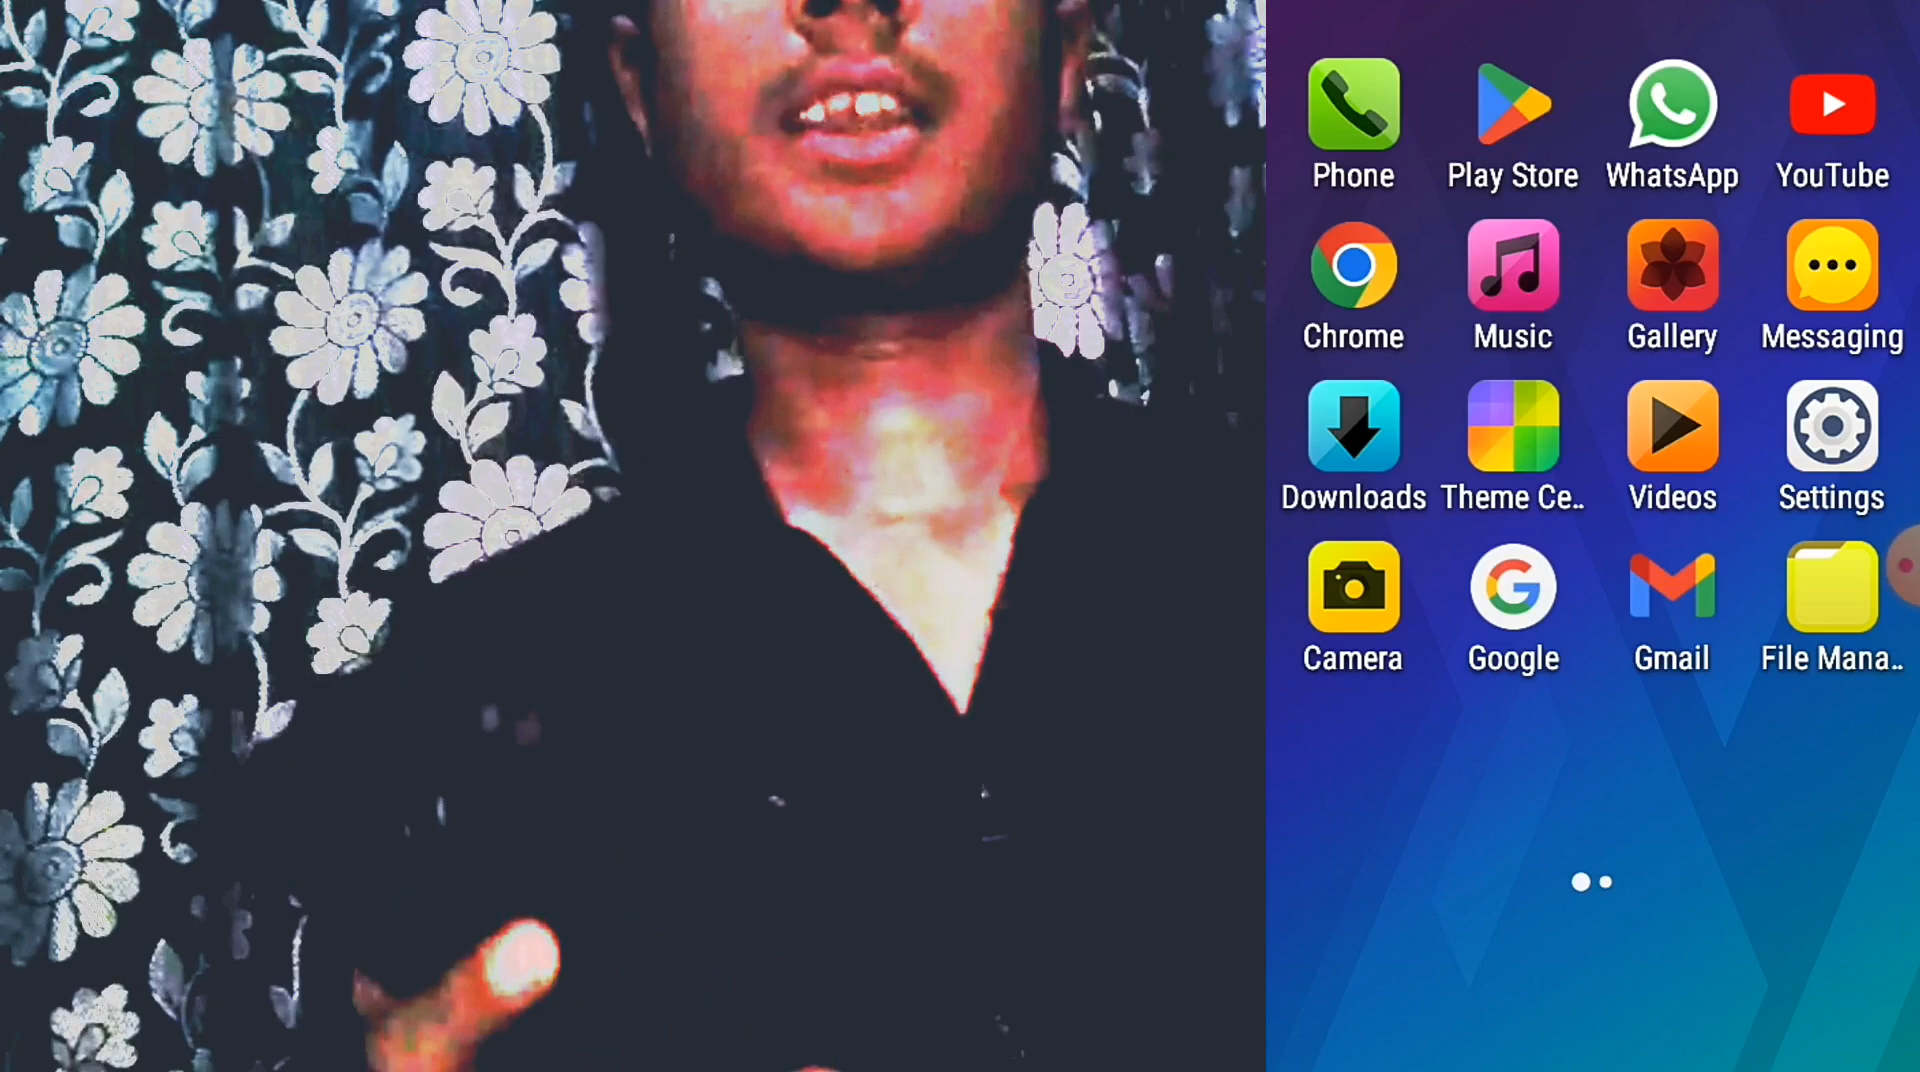 Phone Play Store WhatsApp YouTube
Chrome Music Gallery Messaging
Downloads Theme Ce.. Videos Settings
Camera Google Gmail File Mana..